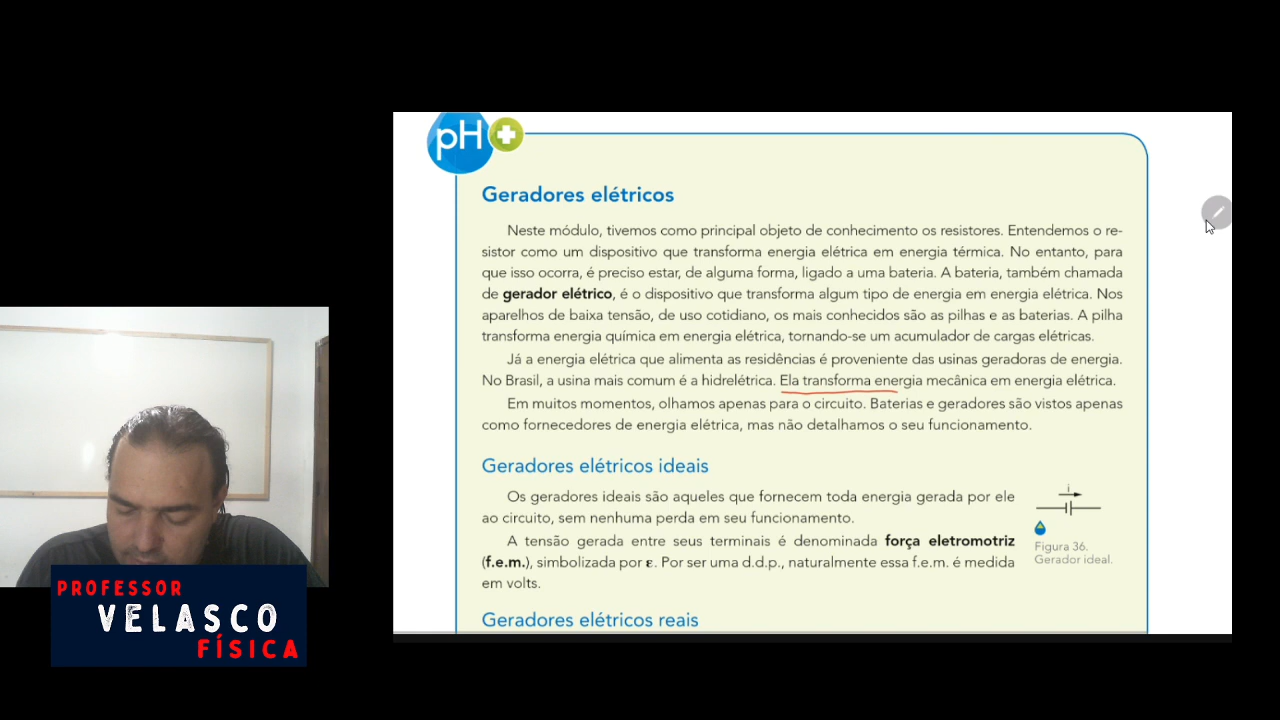 pH
Geradores elétricos
Neste módulo, tivemos como principal objeto de conhecimento os resistores. Entendemos o re-
sistor como um dispositivo que transforma energia elétrica em energia térmica. No entanto, para
que isso ocorra, é preciso estar, de alguma forma, ligado a uma bateria. A bateria, também chamada
de gerador elétrico, é o dispositivo que transforma algum tipo de energia em energia elétrica. Nos
aparelhos de baixa tensão, de uso cotidiano, os mais conhecidos são as pilhas e as baterias. A pilha
transforma energia química em energia elétrica, tornando-se um acumulador de cargas elétricas.
Já a energia elétrica que alimenta as residências é proveniente das usinas geradoras de energia.
No Brasil, a usina mais comum é a hidrelétrica. Ela transforma energia mecânica em energia elétrica.
Em muitos momentos, olhamos apenas para o circuito. Baterias e geradores são vistos apenas
como fornecedores de energia elétrica, mas não detalhamos o seu funcionamento.
Geradores elétricos ideais
Os geradores ideais são aqueles que fornecem toda energia gerada por ele
ao circuito, sem nenhuma perda em seu funcionamento.
A tensão gerada entre seus terminais é denominada força eletromotriz
(f.e.m.), simbolizada por ε. Por ser uma d.d.p., naturalmente essa f.e.m. é medida
em volts.
i
Figura 36.
Gerador ideal.
Geradores elétricos reais
PROFESSOR
VELASCO
FÍSICA